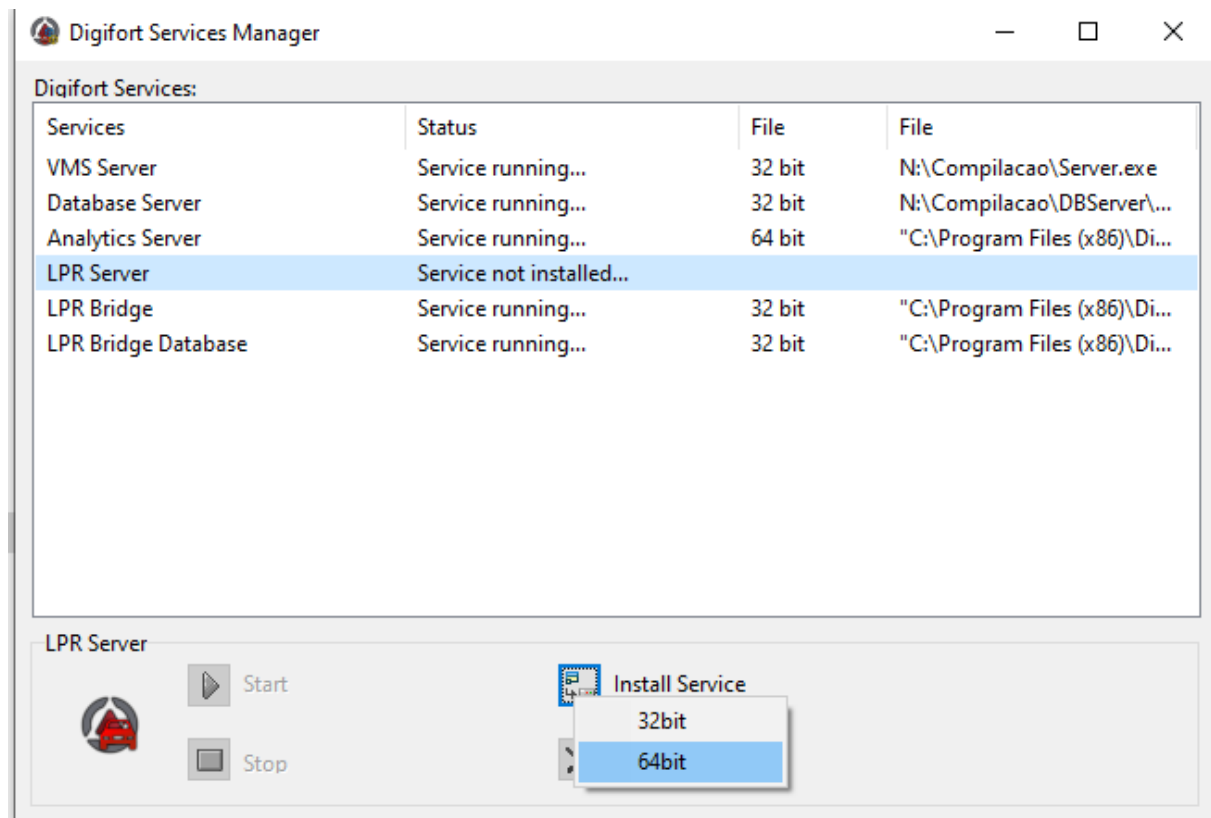 Digifort Services Manager
Digifort Services:
Services Status File File
VMS Server Service running... 32 bit N:\Compilacao\Server.exe
Database Server Service running... 32 bit N:\Compilacao\DBServer\...
Analytics Server Service running... 64 bit "C:\Program Files (x86)\Di...
LPR Server Service not installed...
LPR Bridge Service running... 32 bit "C:\Program Files (x86)\Di...
LPR Bridge Database Service running... 32 bit "C:\Program Files (x86)\Di...
LPR Server
Start Install Service
32bit
Stop 64bit